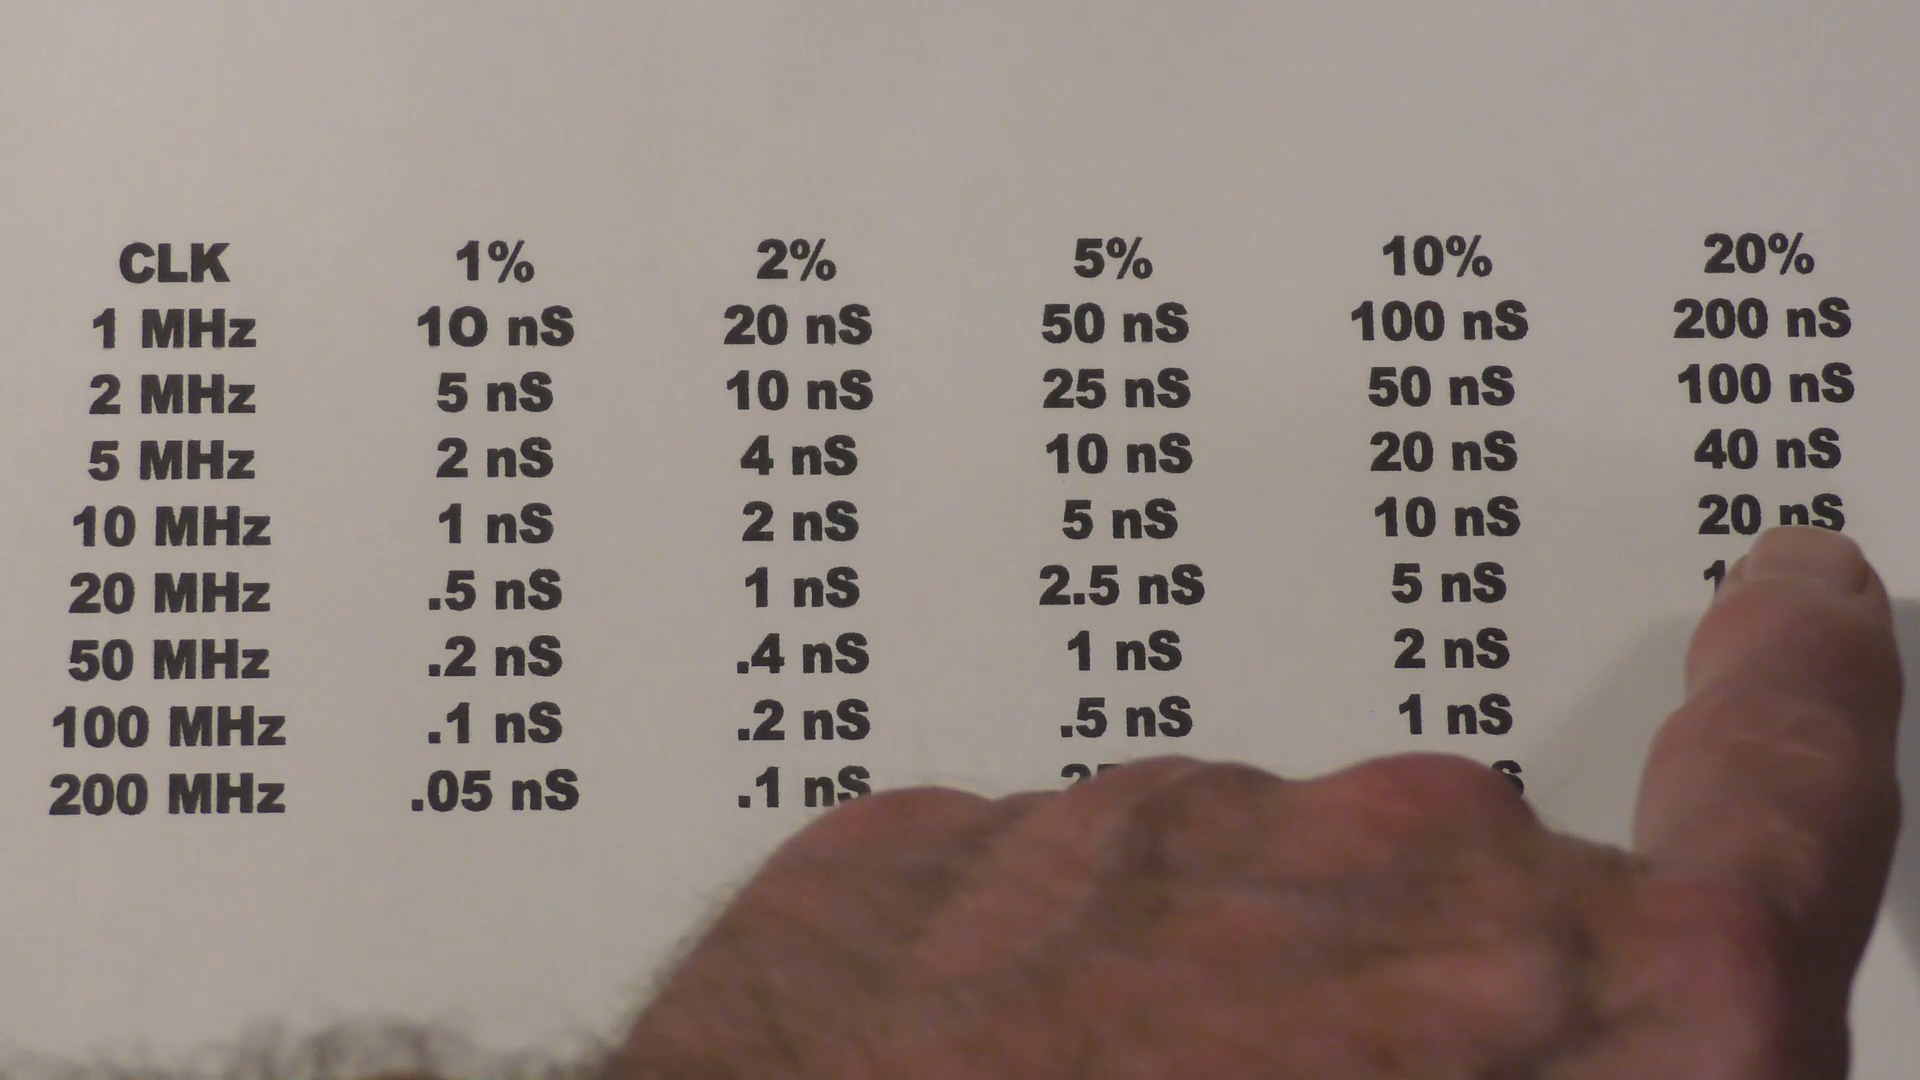 CLK 1% 2% 5% 10% 20%
1 MHz 10 nS 20 nS 50 nS 100 nS 200 nS
2 MHz 5 nS 10 nS 25 nS 50 nS 100 nS
5 MHz 2 nS 4 nS 10 nS 20 nS 40 nS
10 MHz 1 nS 2 nS 5 nS 10 nS 20 nS
20 MHz .5 nS 1 nS 2.5 nS 5 nS
50 MHz .2 nS .4 nS 1 nS 2 nS
100 MHz .1 nS .2 nS .5 nS 1 nS
200 MHz .05 nS .1 nS